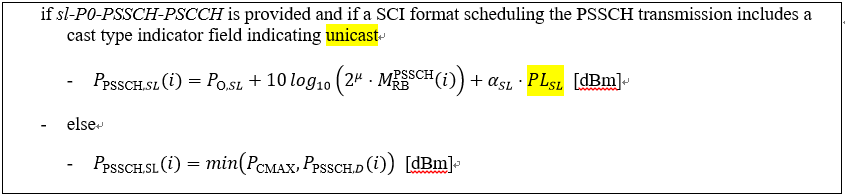 if sl-P0-PSSCH-PSCCH is provided and if a SCI format scheduling the PSSCH transmission includes a
cast type indicator field indicating unicast↵
- P_PSSCH,SL(i) = P_O,SL + 10 log_10 (2^μ · M_RB^PSSCH(i)) + α_SL · PL_SL [dBm]↵
- else↵
- P_PSSCH,SL(i) = min(P_CMAX, P_PSSCH,D(i)) [dBm]↵